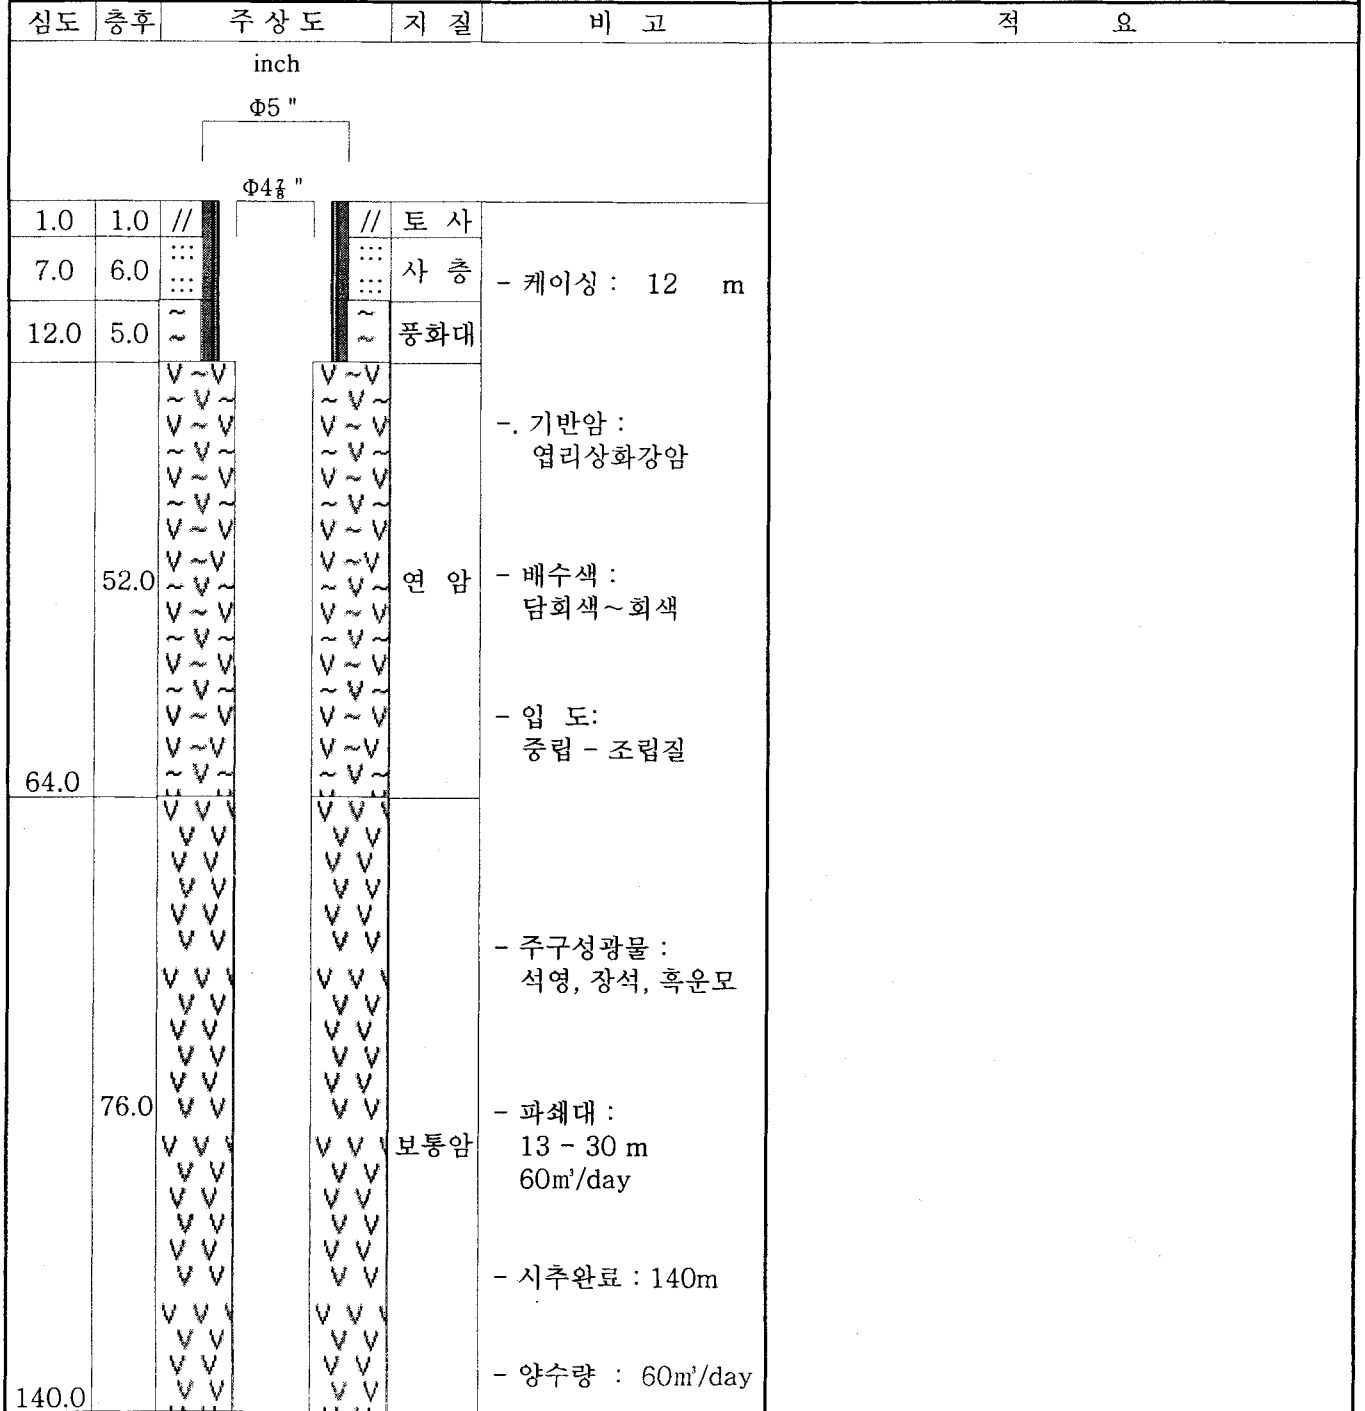 심도 층후 주 상 도 지 질 비 고 적 요
inch
Φ5 "
Φ4⅞ "
1.0 1.0 // // 토 사
7.0 6.0 사 층 - 케이싱 : 12 m
12.0 5.0 ~ ~ 풍화대
-. 기반암 :
엽리상화강암
52.0 연 암 - 배수색 :
담회색~회색
- 입 도:
중립 - 조립질
64.0
- 주구성광물 :
석영, 장석, 흑운모
76.0 보통암 - 파쇄대 :
13 - 30 m
60㎥/day
- 시추완료 : 140m
- 양수량 : 60㎥/day
140.0